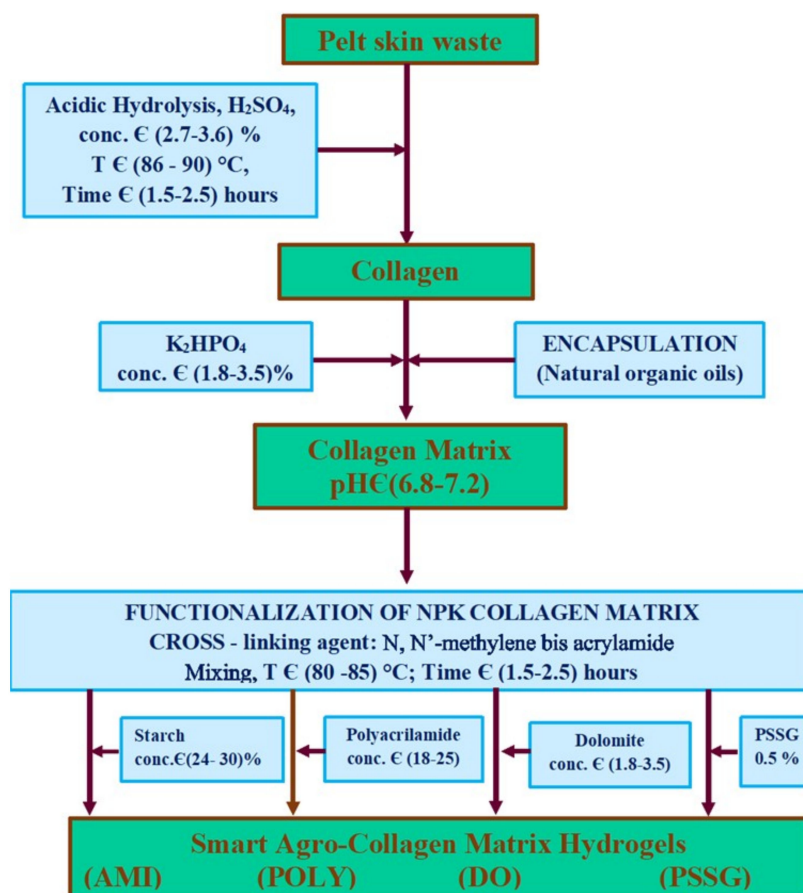 Pelt skin waste
Acidic Hydrolysis, H₂SO₄,
conc. Є (2.7-3.6) %
T Є (86 - 90) °C,
Time Є (1.5-2.5) hours
Collagen
K₂HPO₄
conc. Є (1.8-3.5)%
ENCAPSULATION
(Natural organic oils)
Collagen Matrix
pHЄ(6.8-7.2)
FUNCTIONALIZATION OF NPK COLLAGEN MATRIX
CROSS - linking agent: N, N’-methylene bis acrylamide
Mixing, T Є (80 -85) °C; Time Є (1.5-2.5) hours
Starch
conc.Є(24- 30)%
Polyacrilamide
conc. Є (18-25)
Dolomite
conc. Є (1.8-3.5)
PSSG
0.5 %
Smart Agro-Collagen Matrix Hydrogels
(AMI) (POLY) (DO) (PSSG)